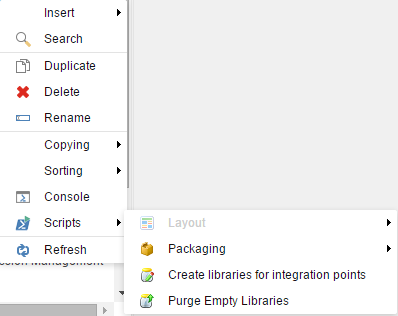 Insert
Search
Duplicate
Delete
Rename
Copying
Sorting
Console
Scripts
Refresh
Management
Layout
Packaging
Create libraries for integration points
Purge Empty Libraries